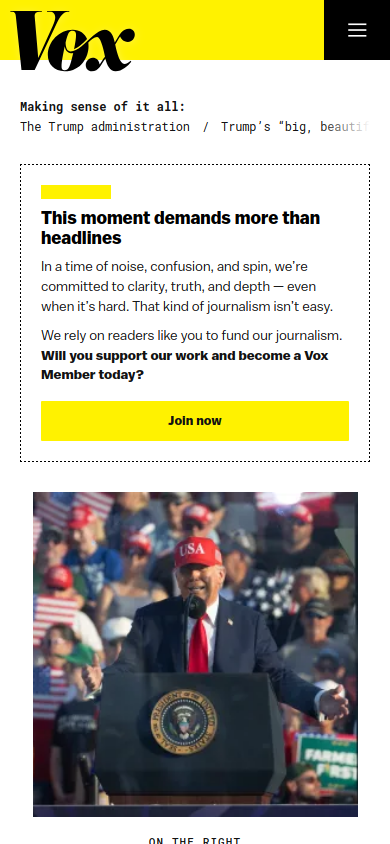 Vox
Making sense of it all:
The Trump administration / Trump's "big, beautif
This moment demands more than
headlines
In a time of noise, confusion, and spin, we're
committed to clarity, truth, and depth — even
when it's hard. That kind of journalism isn't easy.
We rely on readers like you to fund our journalism.
Will you support our work and become a Vox
Member today?
Join now
USA
FARME
FIRST
ON THE RIGHT